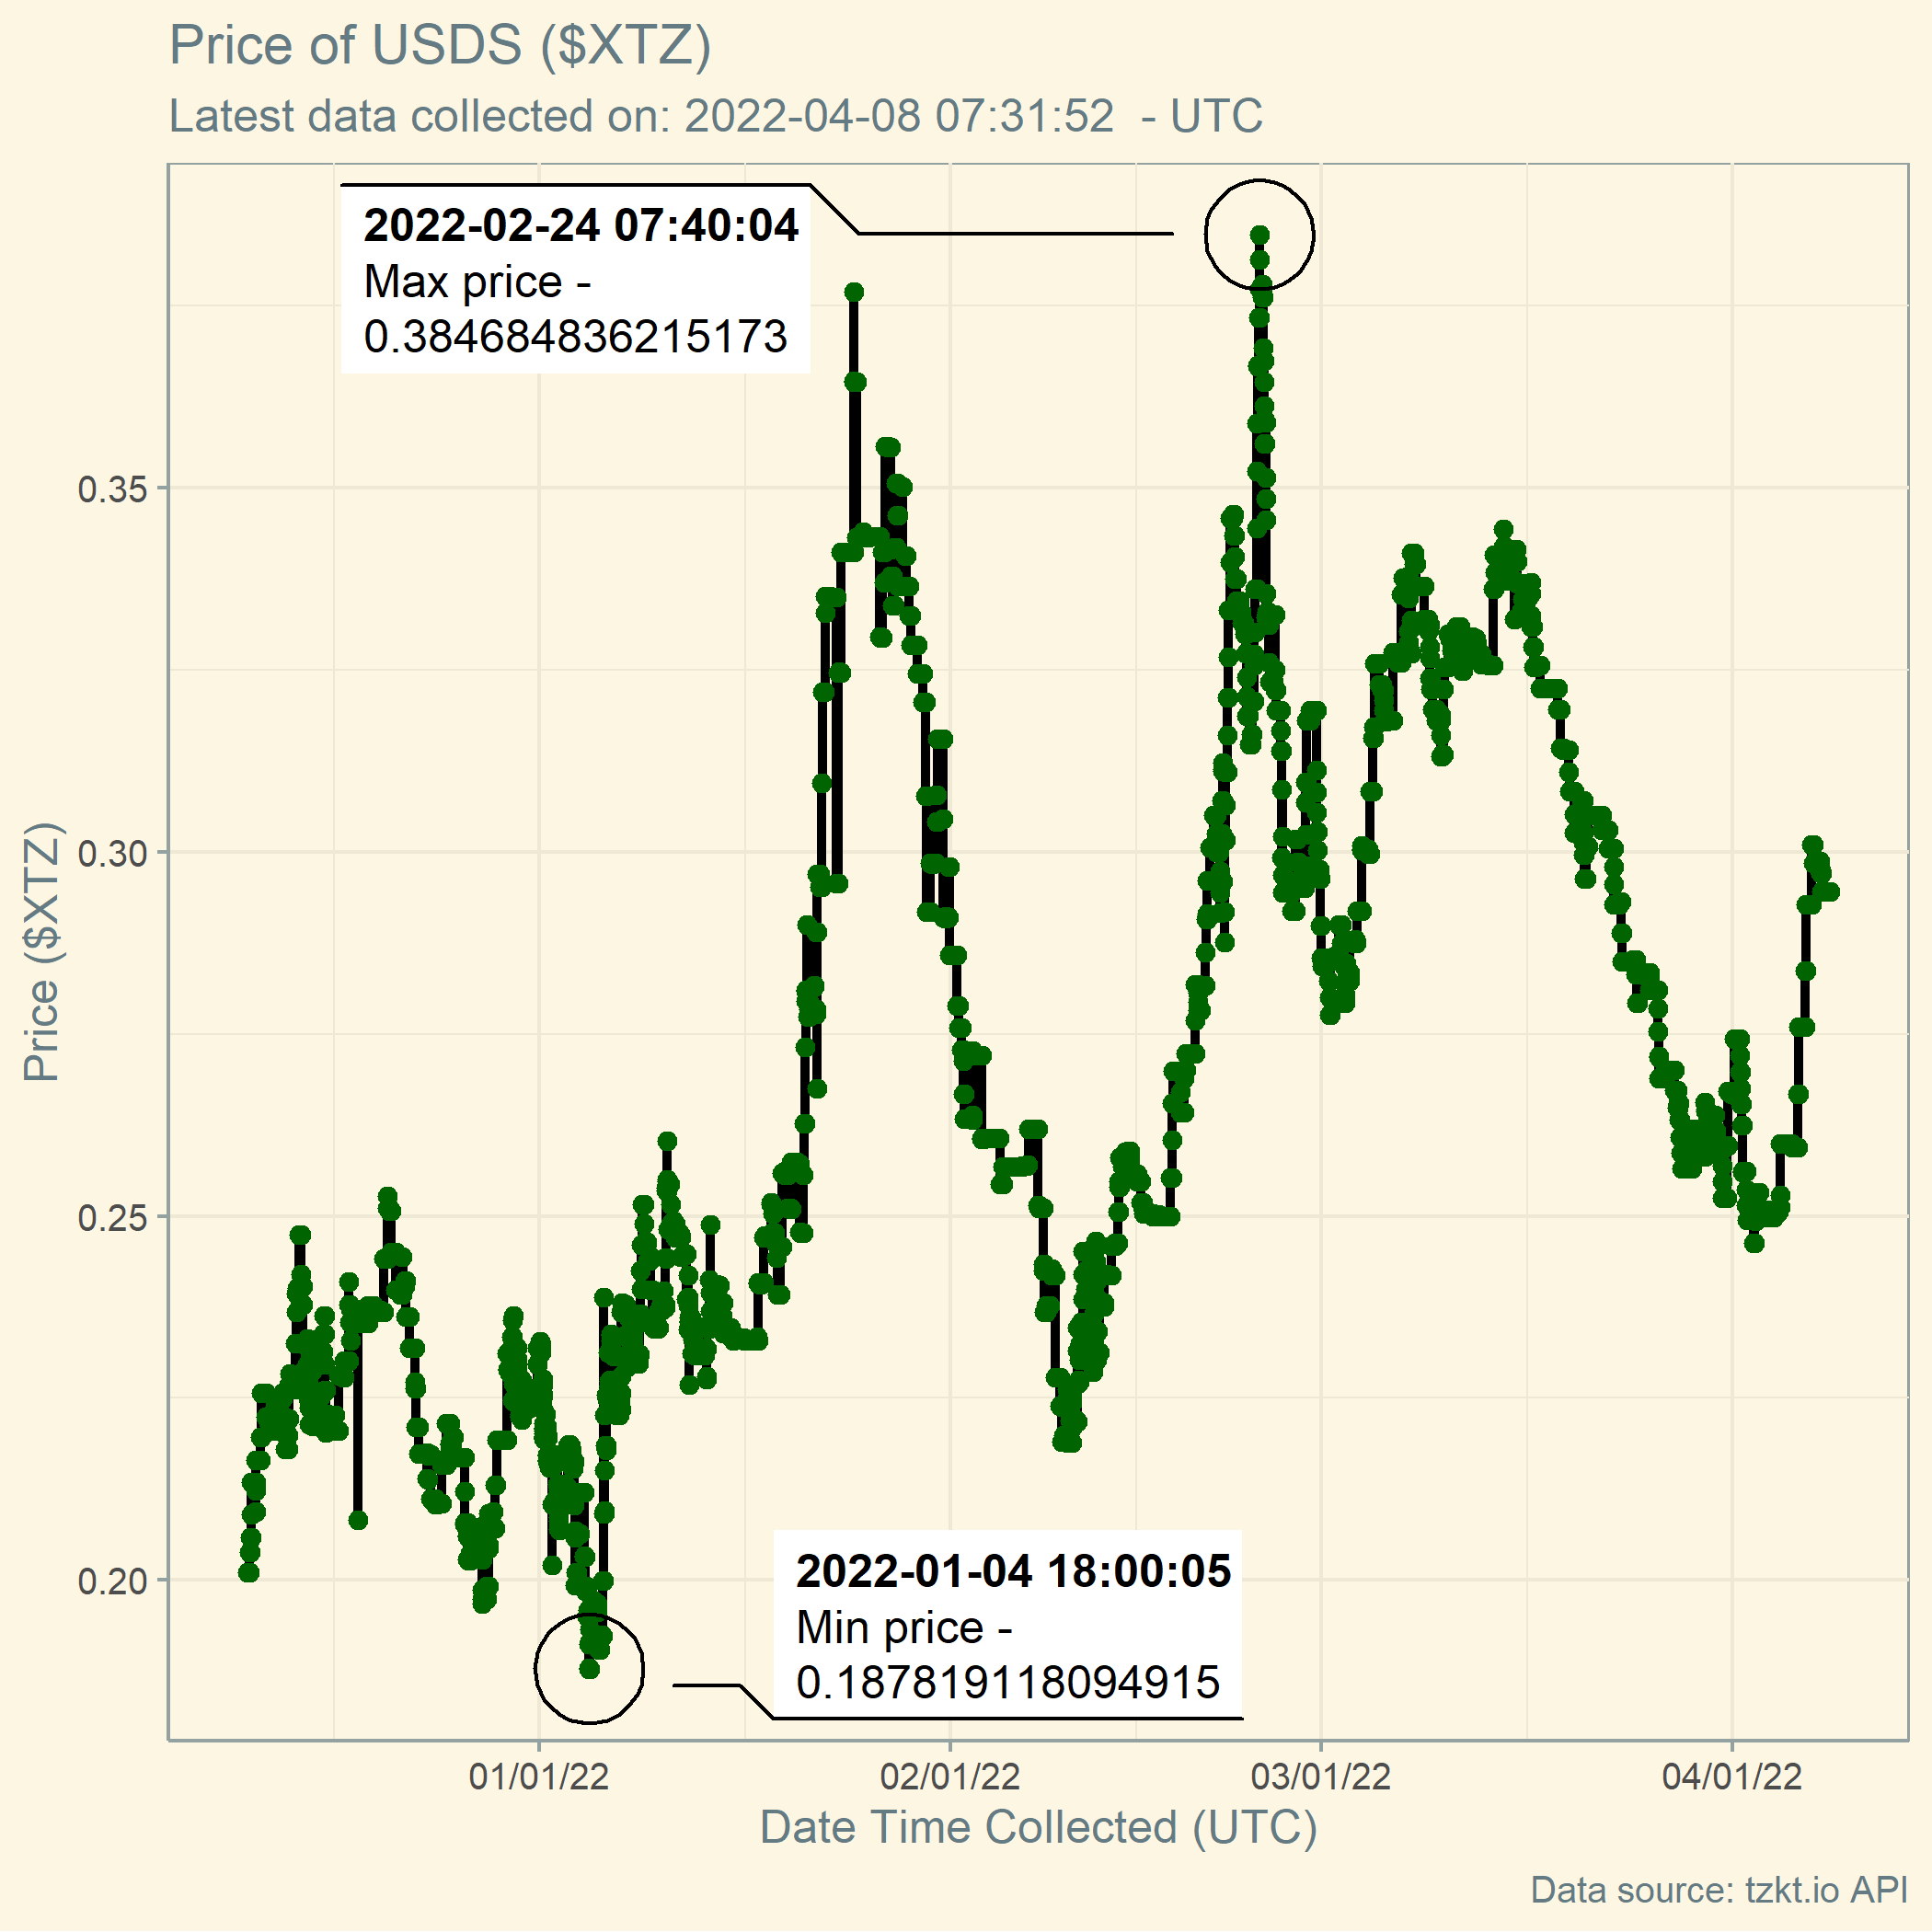 Price of USDS ($XTZ)
Latest data collected on: 2022-04-08 07:31:52  - UTC
2022-02-24 07:40:04
Max price -
0.384684836215173
0.35
0.30
0.25
0.20
Price ($XTZ)
2022-01-04 18:00:05
Min price -
0.187819118094915
01/01/22
02/01/22
03/01/22
04/01/22
Date Time Collected (UTC)
Data source: tzkt.io API